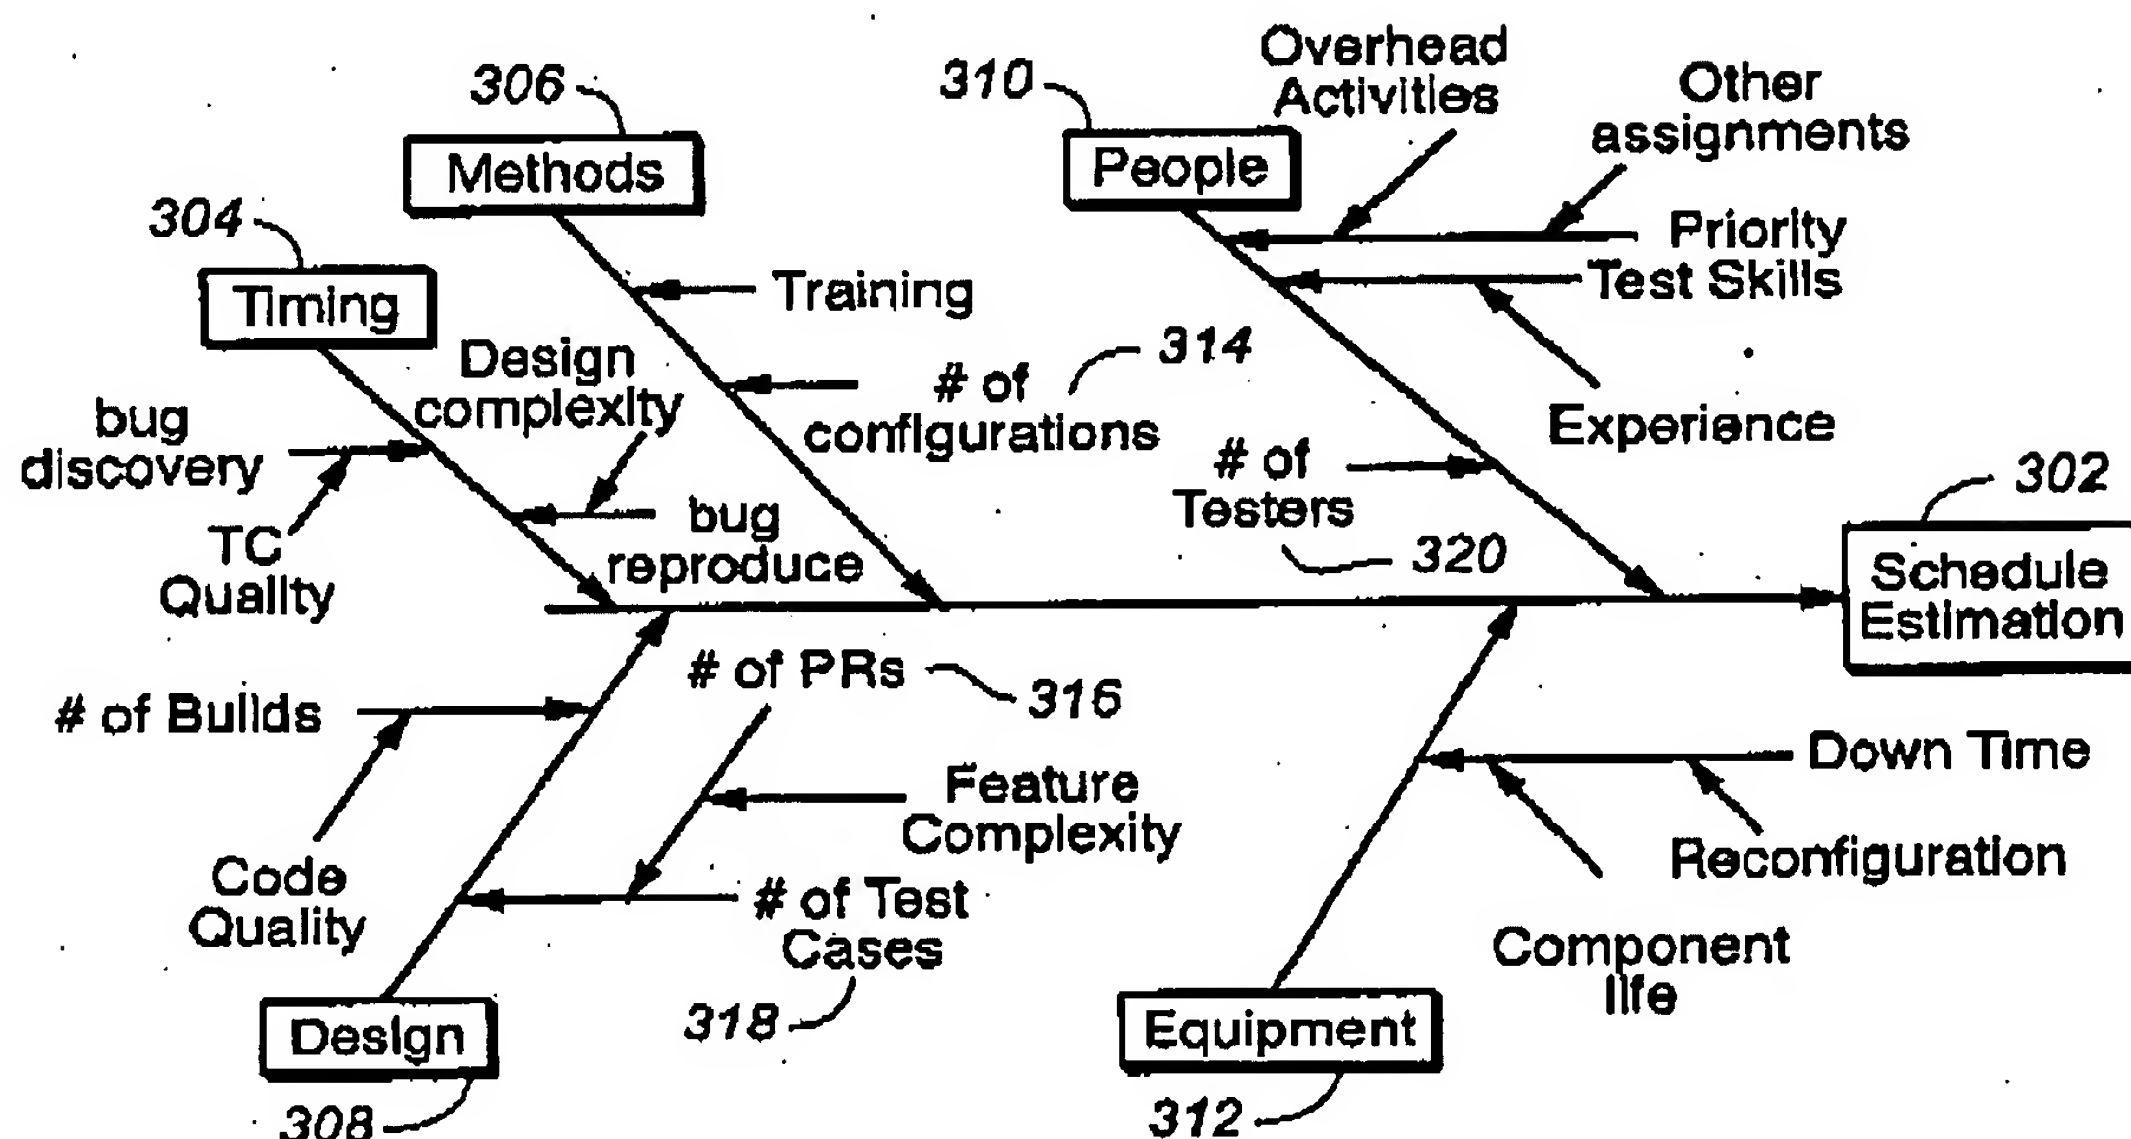 306
Methods
310
People
Overhead
Activities
Other
assignments
Priority
Test Skills
Experience
304
Timing
Training
Design
complexity
314
# of
configurations
bug
discovery
TC
Quality
bug
reproduce
# of
Testers
320
302
Schedule
Estimation
# of PRs
316
# of Builds
Code
Quality
Feature
Complexity
# of Test
Cases
318
Down Time
Reconfiguration
Component
life
Design
308
Equipment
312